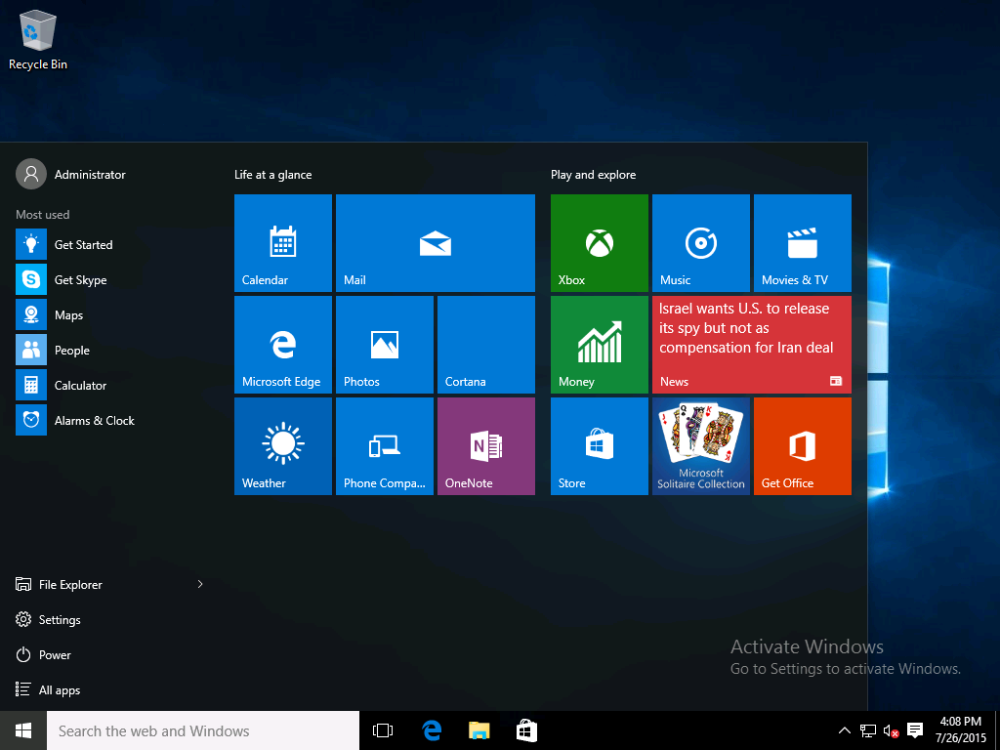 Recycle Bin
Administrator
Most used
Get Started
Get Skype
Maps
People
Calculator
Alarms & Clock
File Explorer
Settings
Power
All apps
Life at a glance
Calendar
Mail
Microsoft Edge
Photos
Cortana
Weather
Phone Compa...
OneNote
Play and explore
Xbox
Music
Movies & TV
Money
Israel wants U.S. to release
its spy but not as
compensation for Iran deal
News
Store
Microsoft
Solitaire Collection
Get Office
Activate Windows
Go to Settings to activate Windows.
Search the web and Windows
4:08 PM
7/26/2015